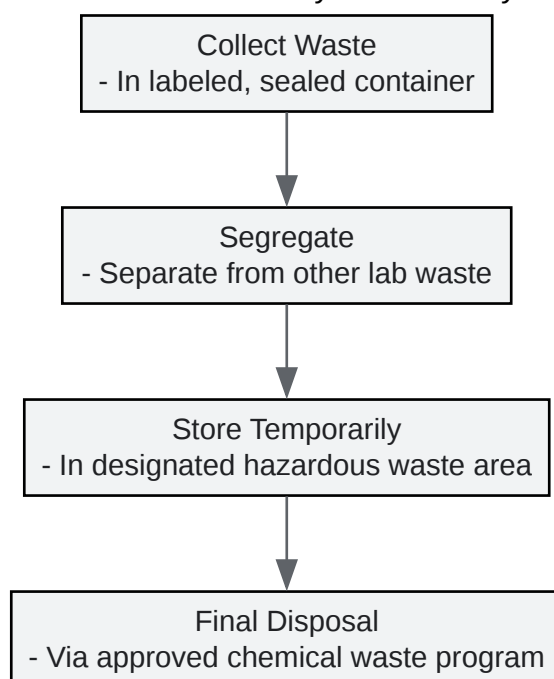 Collect Waste
- In labeled, sealed container
Segregate
- Separate from other lab waste
Store Temporarily
- In designated hazardous waste area
Final Disposal
- Via approved chemical waste program